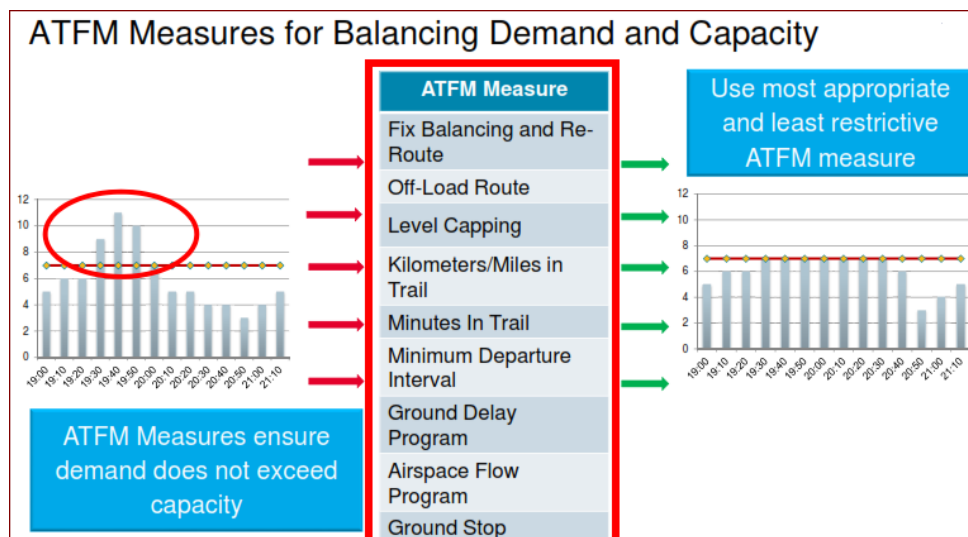 ATFM Measures for Balancing Demand and Capacity
12
10
8
6
4
2
0
19:00
19:10
19:20
19:30
19:40
19:50
20:00
20:10
20:20
20:30
20:40
20:50
21:00
21:10
ATFM Measures ensure
demand does not exceed
capacity
ATFM Measure
Fix Balancing and Re-
Route
Off-Load Route
Level Capping
Kilometers/Miles in
Trail
Minutes In Trail
Minimum Departure
Interval
Ground Delay
Program
Airspace Flow
Program
Ground Stop
Use most appropriate
and least restrictive
ATFM measure
12
10
8
6
4
2
0
19:00
19:10
19:20
19:30
19:40
19:50
20:00
20:10
20:20
20:30
20:40
20:50
21:00
21:10